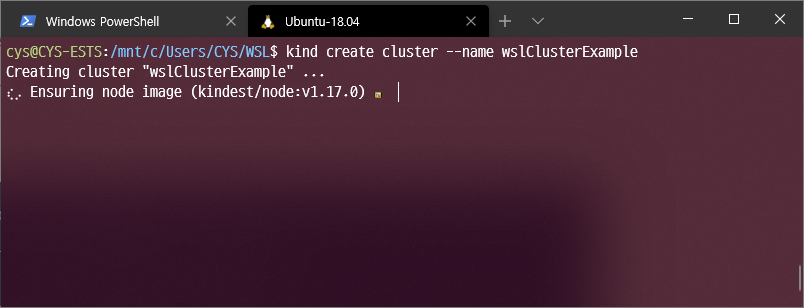 Windows PowerShell
Ubuntu-18.04
cys@CYS-ESTS:/mnt/c/Users/CYS/WSL$ kind create cluster --name wslClusterExample
Creating cluster "wslClusterExample" ...
Ensuring node image (kindest/node:v1.17.0)